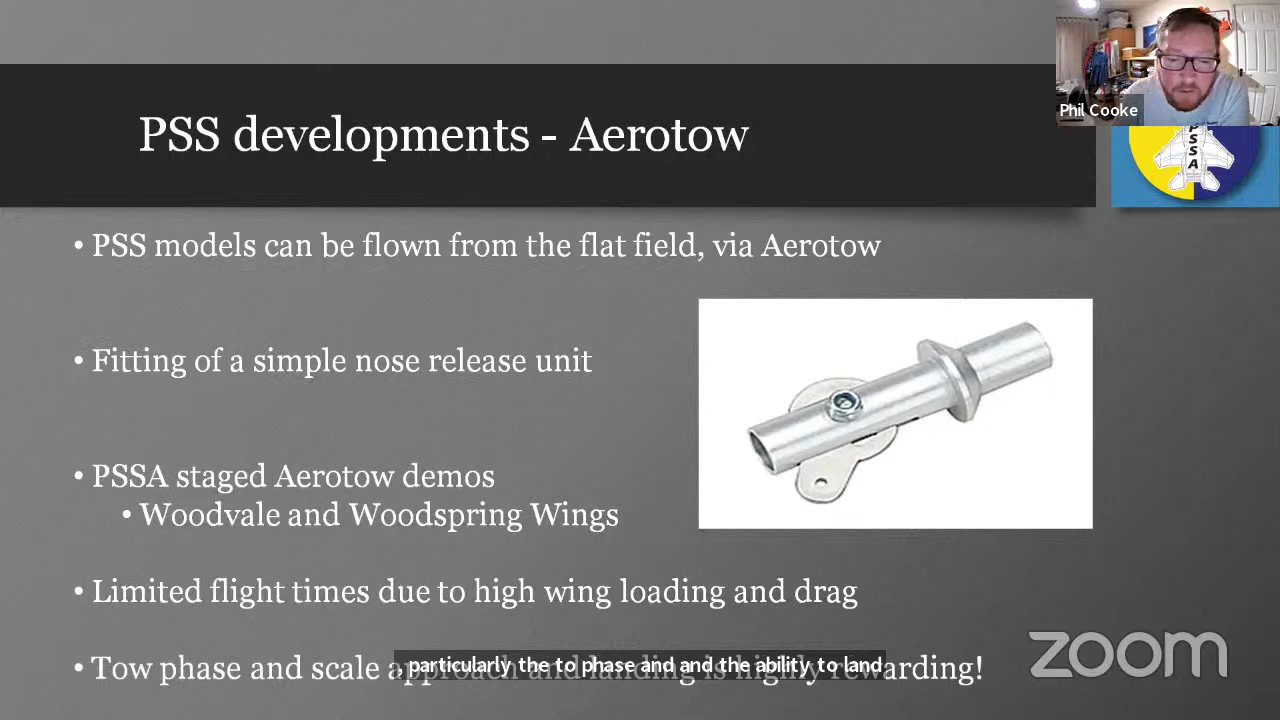 PSS developments - Aerotow
Phil Cooke
PSSA
• PSS models can be flown from the flat field, via Aerotow
• Fitting of a simple nose release unit
• PSSA staged Aerotow demos
• Woodvale and Woodspring Wings
• Limited flight times due to high wing loading and drag
• Tow phase and scale approach and landing is highly rewarding!
, particularly the to phase and and the ability to land
zoom